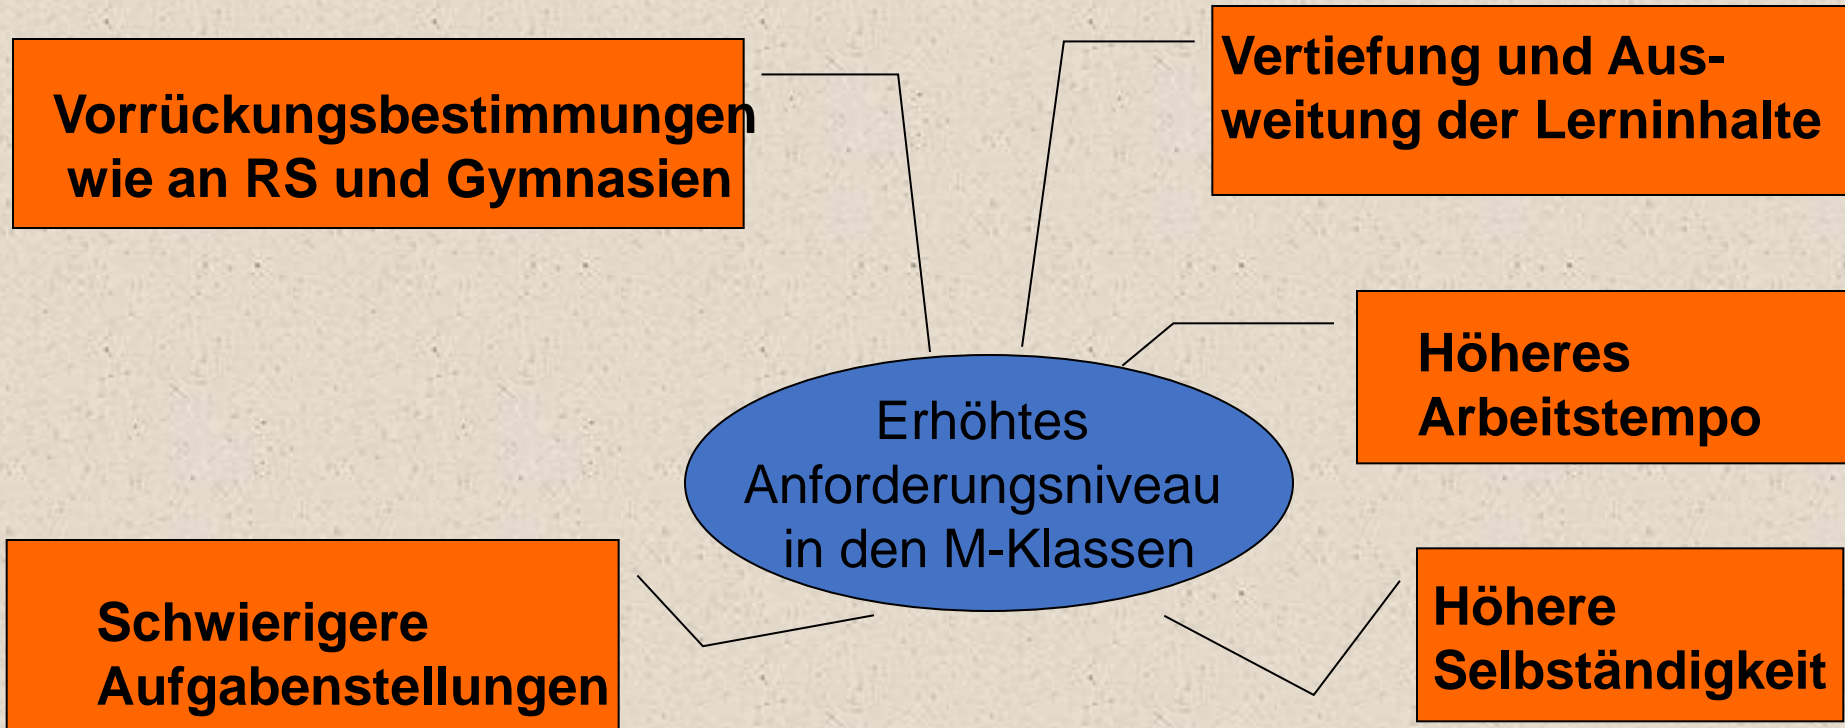 Vorrückungsbestimmungen
wie an RS und Gymnasien
Vertiefung und Aus-
weitung der Lerninhalte
Höheres
Arbeitstempo
Erhöhtes
Anforderungsniveau
in den M-Klassen
Schwierigere
Aufgabenstellungen
Höhere
Selbständigkeit